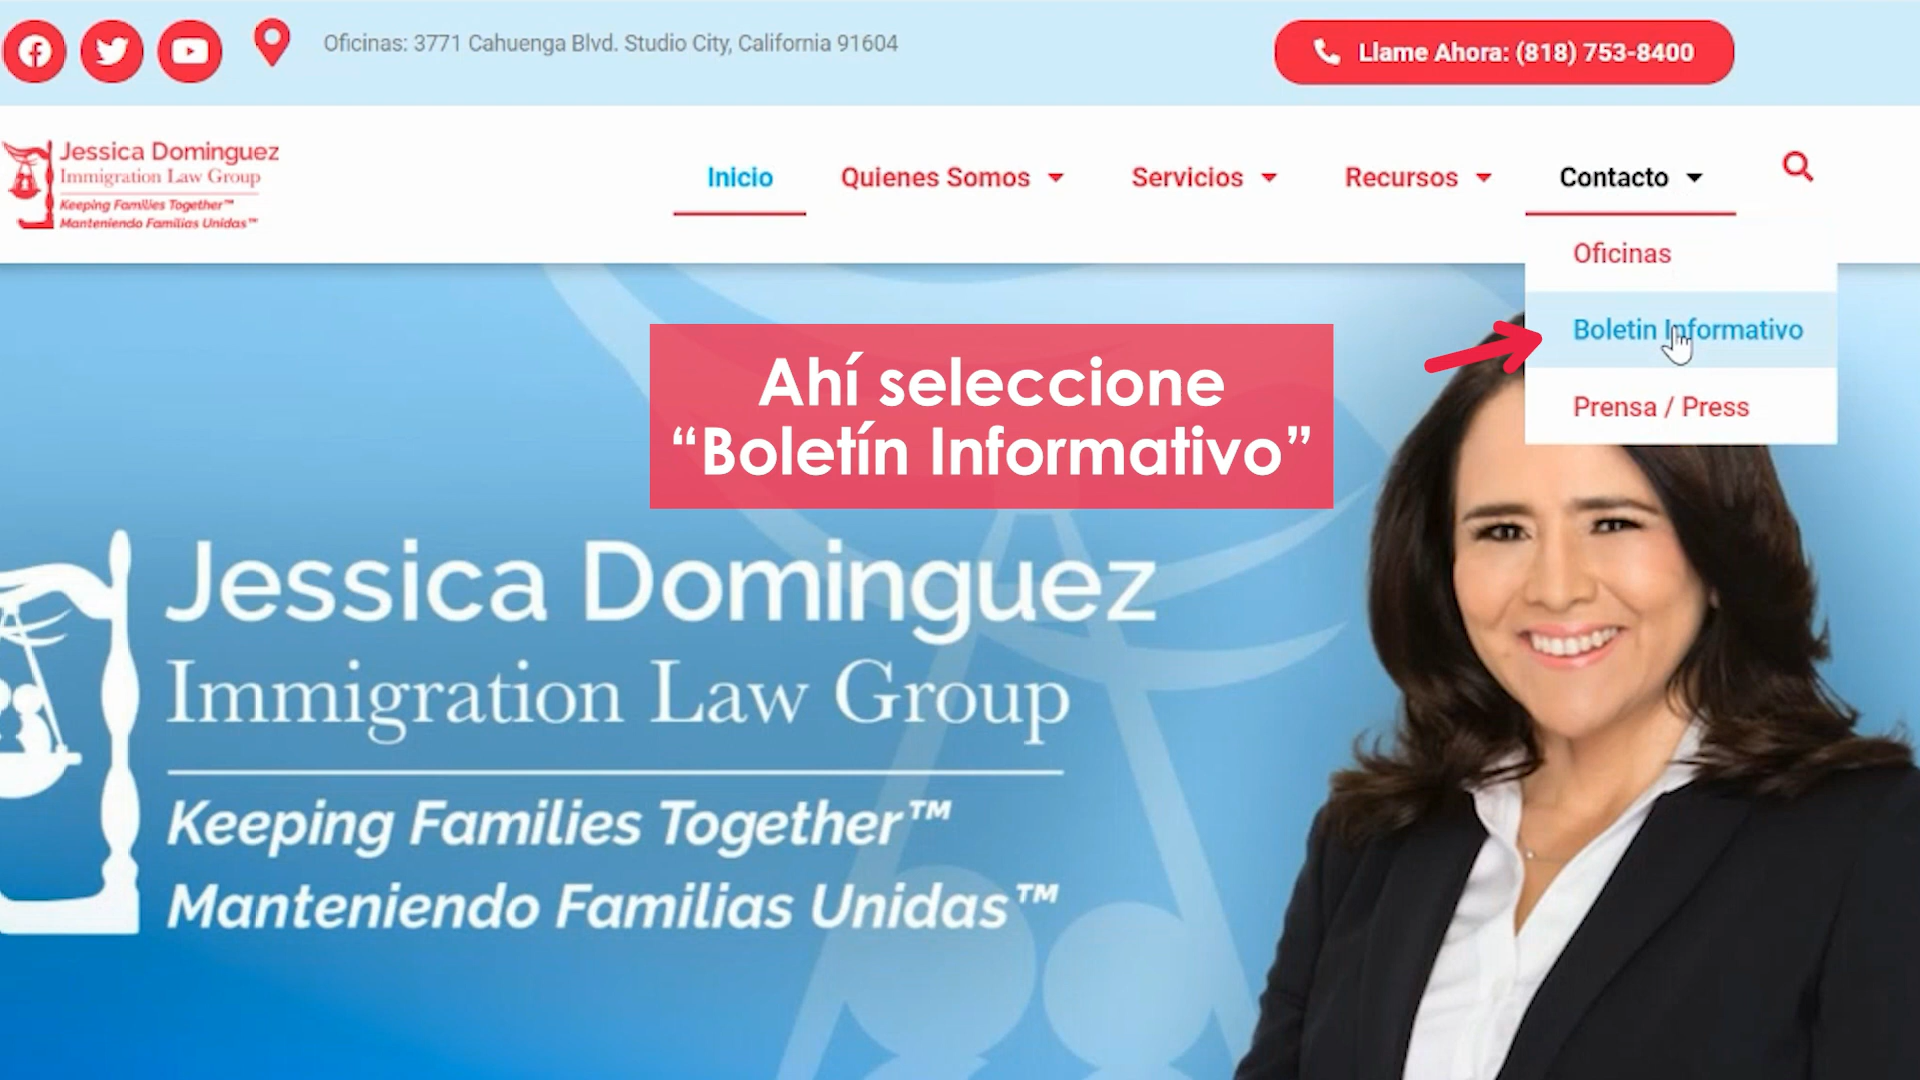 Oficinas: 3771 Cahuenga Blvd. Studio City, California 91604
Llame Ahora: (818) 753-8400
Jessica Dominguez
Immigration Law Group
Keeping Families Together™
Manteniendo Familias Unidas™
Inicio
Quienes Somos
Servicios
Recursos
Contacto
Oficinas
Boletin Informativo
Prensa / Press
Ahí seleccione
“Boletín Informativo”
Jessica Dominguez
Immigration Law Group
Keeping Families Together™
Manteniendo Familias Unidas™